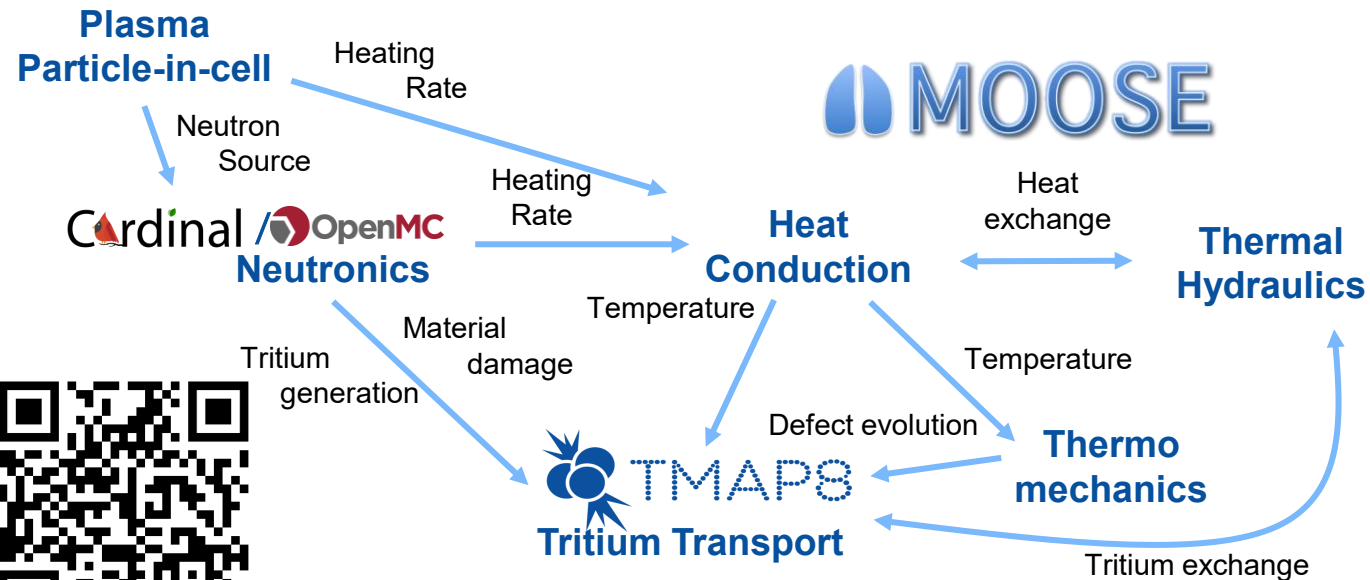 Plasma
Particle-in-cell
Heating
Rate
MOOSE
Neutron
Source
Cardinal / OpenMC
Neutronics
Heating
Rate
Heat
Conduction
Heat
exchange
Thermal
Hydraulics
Temperature
Material
damage
Tritium
generation
Temperature
Defect evolution
Thermo
mechanics
TMAP8
Tritium Transport
Tritium exchange